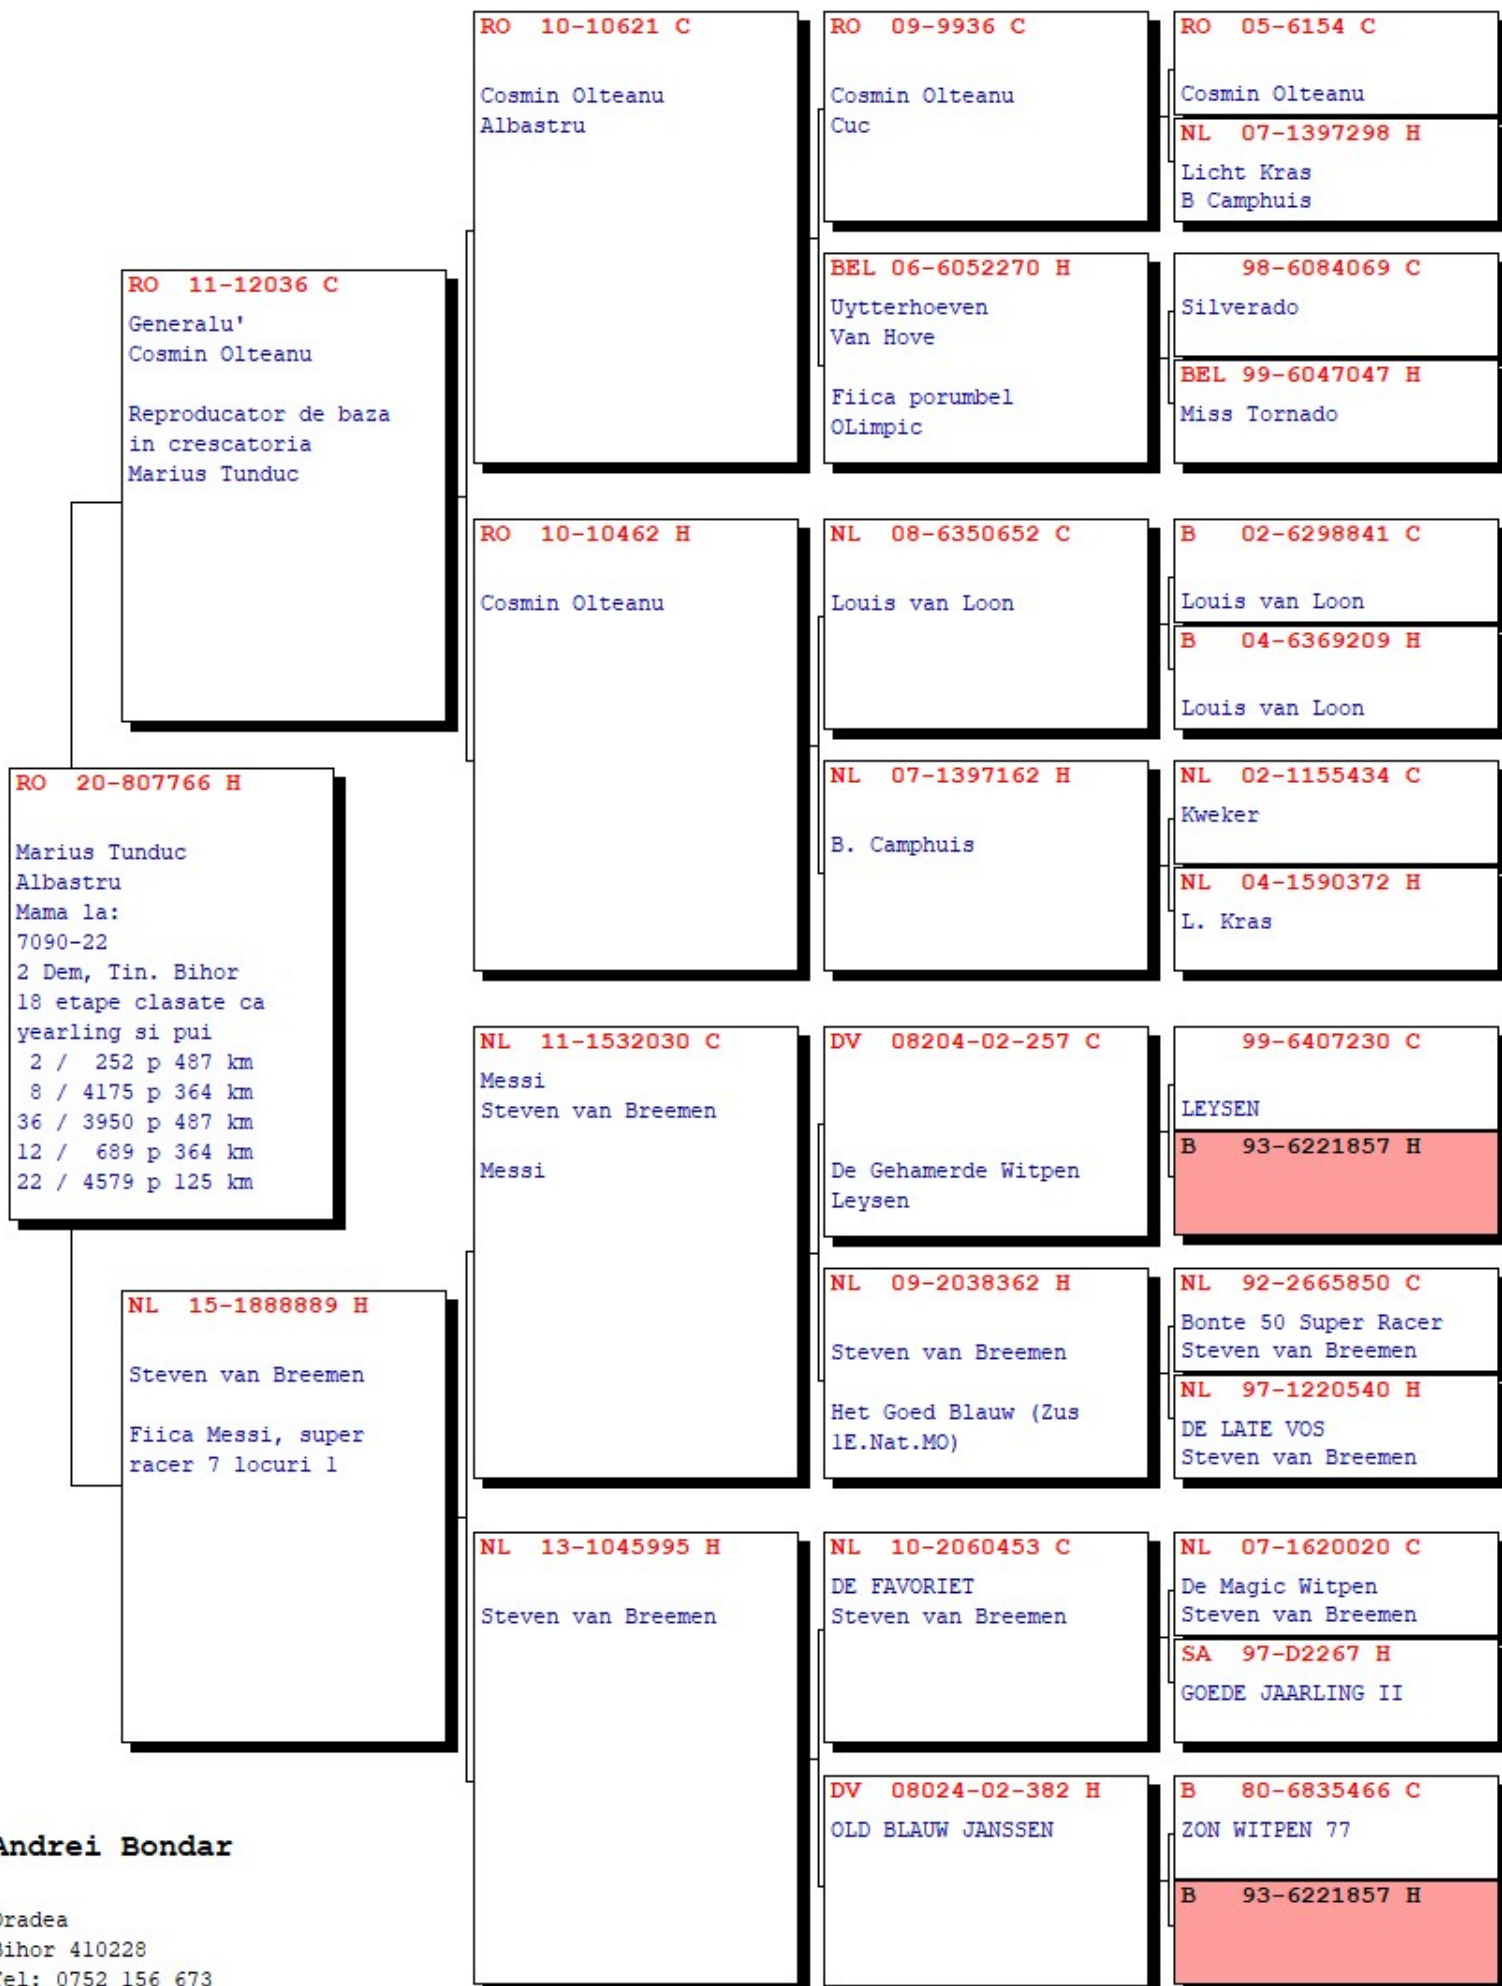 RO 20-807766 H
Marius Tunduc
Albastru
Mama la:
7090-22
2 Dem, Tin. Bihor
18 etape clasate ca
yearling si pui
2 / 252 p 487 km
8 / 4175 p 364 km
36 / 3950 p 487 km
12 / 689 p 364 km
22 / 4579 p 125 km
RO 11-12036 C
Generalu'
Cosmin Olteanu
Reproducator de baza
in crescatoria
Marius Tunduc
NL 15-1888889 H
Steven van Breemen
Fiica Messi, super
racer 7 locuri 1
RO 10-10621 C
Cosmin Olteanu
Albastru
RO 10-10462 H
Cosmin Olteanu
NL 11-1532030 C
Messi
Steven van Breemen
Messi
NL 13-1045995 H
Steven van Breemen
RO 09-9936 C
Cosmin Olteanu
Cuc
BEL 06-6052270 H
Uytterhoeven
Van Hove
Fiica porumbel
OLimpic
NL 08-6350652 C
Louis van Loon
NL 07-1397162 H
B. Camphuis
DV 08204-02-257 C
De Gehamerde Witpen
Leysen
NL 09-2038362 H
Steven van Breemen
Het Goed Blauw (Zus
1E.Nat.MO)
NL 10-2060453 C
DE FAVORIET
Steven van Breemen
DV 08024-02-382 H
OLD BLAUW JANSSEN
RO 05-6154 C
Cosmin Olteanu
NL 07-1397298 H
Licht Kras
B Camphuis
98-6084069 C
Silverado
BEL 99-6047047 H
Miss Tornado
B 02-6298841 C
Louis van Loon
B 04-6369209 H
Louis van Loon
NL 02-1155434 C
Kweker
NL 04-1590372 H
L. Kras
99-6407230 C
LEYSEN
B 93-6221857 H
NL 92-2665850 C
Bonte 50 Super Racer
Steven van Breemen
NL 97-1220540 H
DE LATE VOS
Steven van Breemen
NL 07-1620020 C
De Magic Witpen
Steven van Breemen
SA 97-D2267 H
GOEDE JAARLING II
B 80-6835466 C
ZON WITPEN 77
B 93-6221857 H
Andrei Bondar
Oradea
Bihor 410228
Tel: 0752 156 673